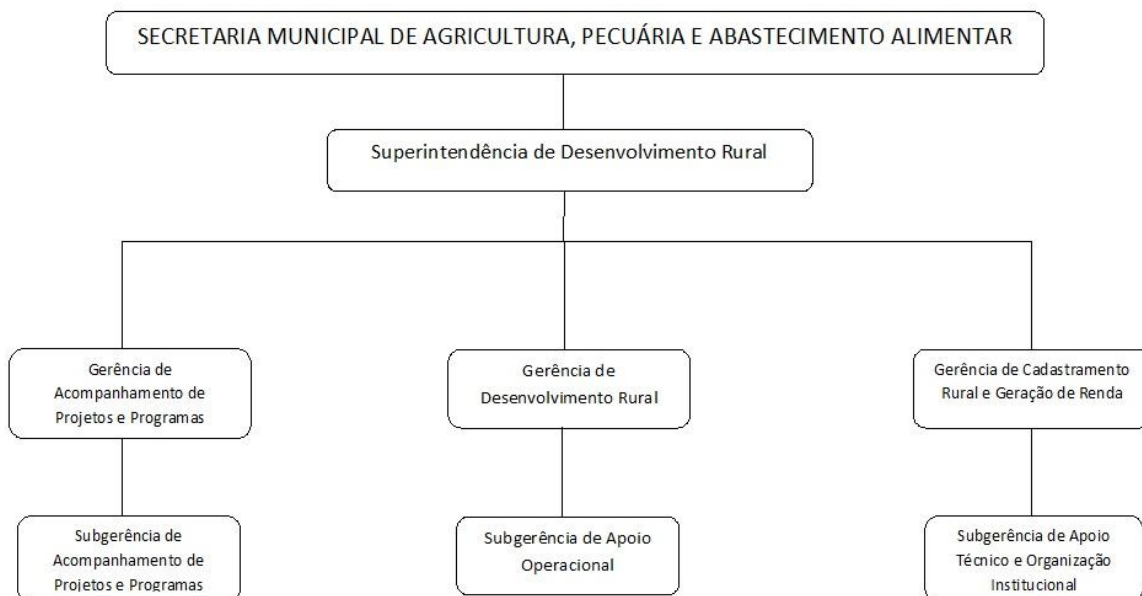 SECRETARIA MUNICIPAL DE AGRICULTURA, PECUÁRIA E ABASTECIMENTO ALIMENTAR
Superintendência de Desenvolvimento Rural
Gerência de
Acompanhamento de
Projetos e Programas
Gerência de
Desenvolvimento Rural
Gerência de Cadastramento
Rural e Geração de Renda
Subgerência de
Acompanhamento de
Projetos e Programas
Subgerência de Apoio
Operacional
Subgerência de Apoio
Técnico e Organização
Institucional